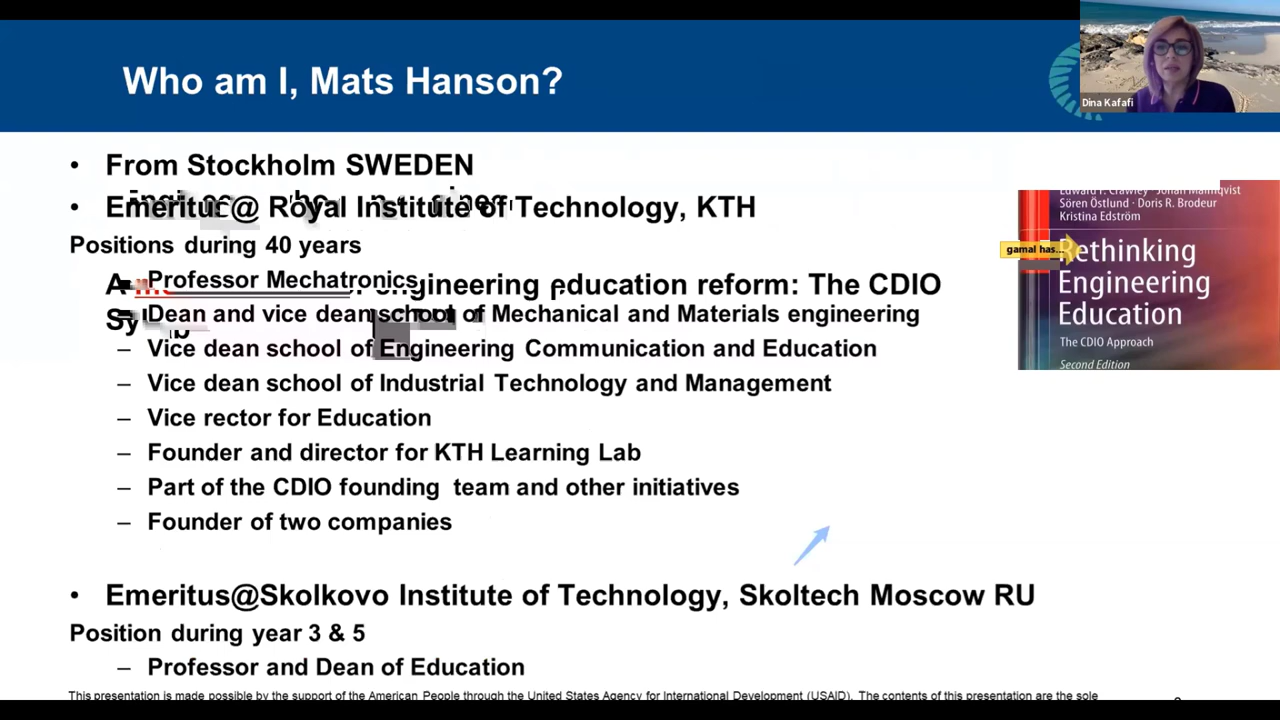 Who am I, Mats Hanson?
Dina Kafafi
• From Stockholm SWEDEN
• Emeritus@ Royal Institute of Technology, KTH
Positions during 40 years
engineering education reform: The CDIO
– Professor Mechatronics
– Dean and vice dean school of Mechanical and Materials engineering
– Vice dean school of Engineering Communication and Education
– Vice dean school of Industrial Technology and Management
– Vice rector for Education
– Founder and director for KTH Learning Lab
– Part of the CDIO founding team and other initiatives
– Founder of two companies
• Emeritus@Skolkovo Institute of Technology, Skoltech Moscow RU
Position during year 3 & 5
– Professor and Dean of Education
This presentation is made possible by the support of the American People through the United States Agency for International Development (USAID). The contents of this presentation are the sole
Edward F. Crawley · Johan Malmqvist
Sören Östlund · Doris R. Brodeur
Kristina Edström
gamal has...
Rethinking
Engineering
Education
The CDIO Approach
Second Edition